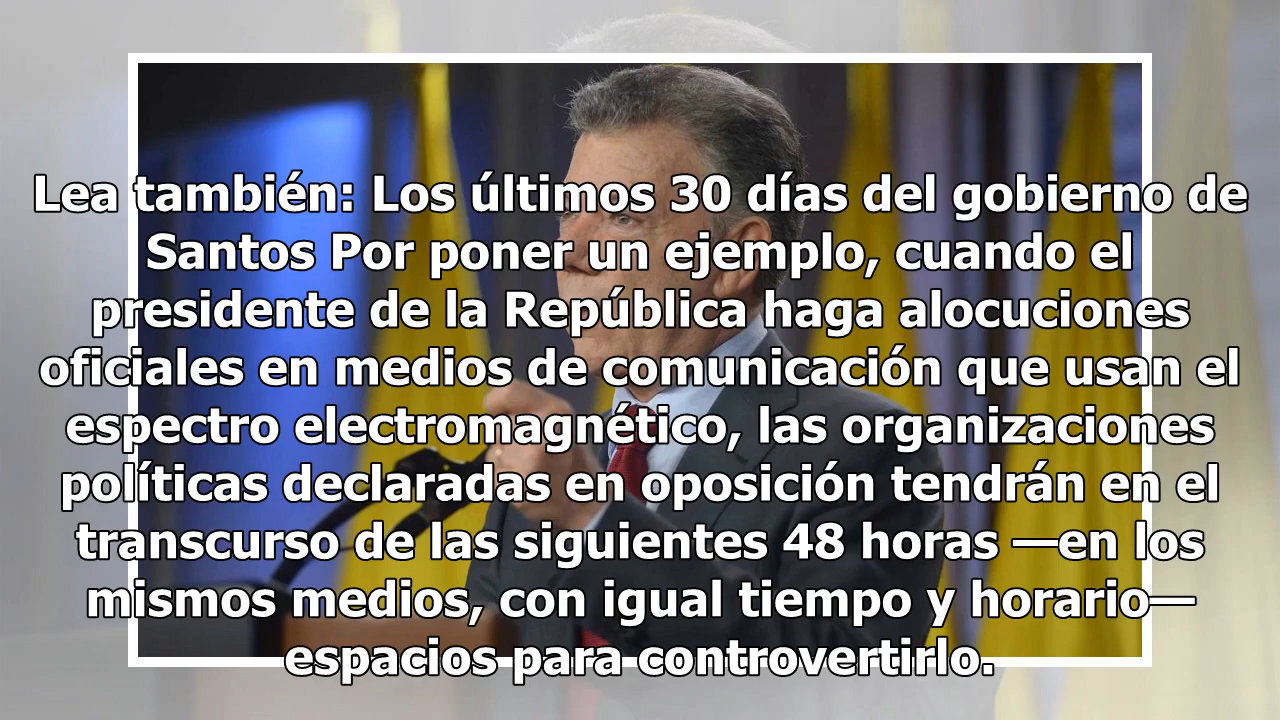 Lea también: Los últimos 30 días del gobierno de
Santos Por poner un ejemplo, cuando el
presidente de la República haga alocuciones
oficiales en medios de comunicación que usan el
espectro electromagnético, las organizaciones
políticas declaradas en oposición tendrán en el
transcurso de las siguientes 48 horas —en los
mismos medios, con igual tiempo y horario—
espacios para controvertirlo.